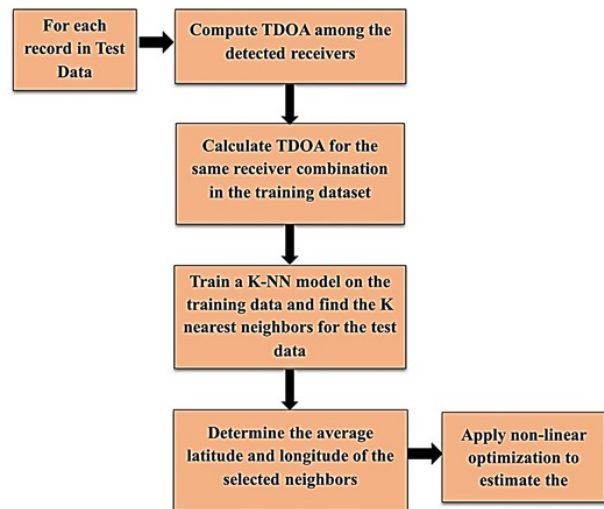 For each
record in Test
Data
Compute TDOA among the
detected receivers
Calculate TDOA for the
same receiver combination
in the training dataset
Train a K-NN model on the
training data and find the K
nearest neighbors for the test
data
Determine the average
latitude and longitude of the
selected neighbors
Apply non-linear
optimization to
estimate the